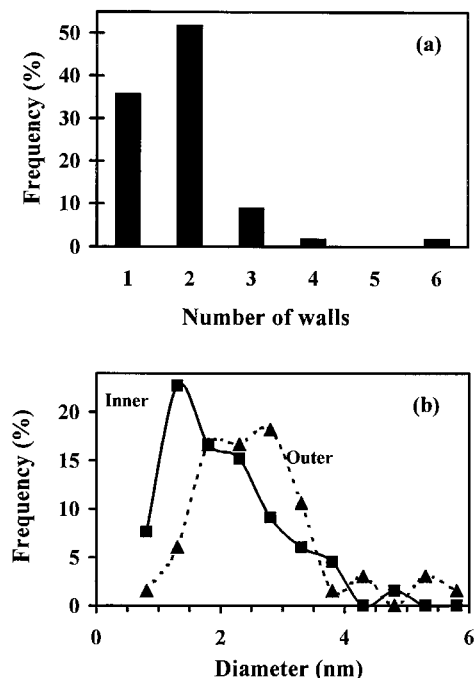 (a)
Frequency (%)
50
40
30
20
10
0
1 2 3 4 5 6
Number of walls
(b)
Inner
Outer
Frequency (%)
20
15
10
5
0
0 2 4 6
Diameter (nm)